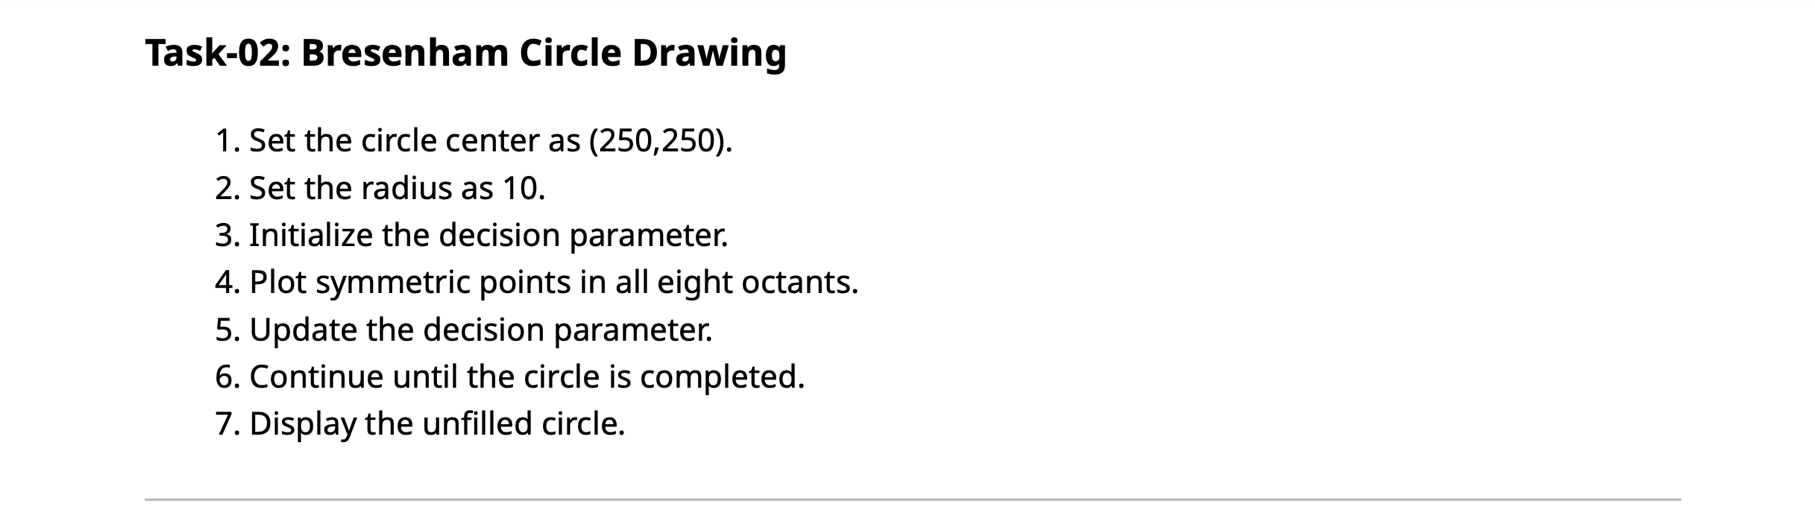 Task-02: Bresenham Circle Drawing
1. Set the circle center as (250,250).
2. Set the radius as 10.
3. Initialize the decision parameter.
4. Plot symmetric points in all eight octants.
5. Update the decision parameter.
6. Continue until the circle is completed.
7. Display the unfilled circle.